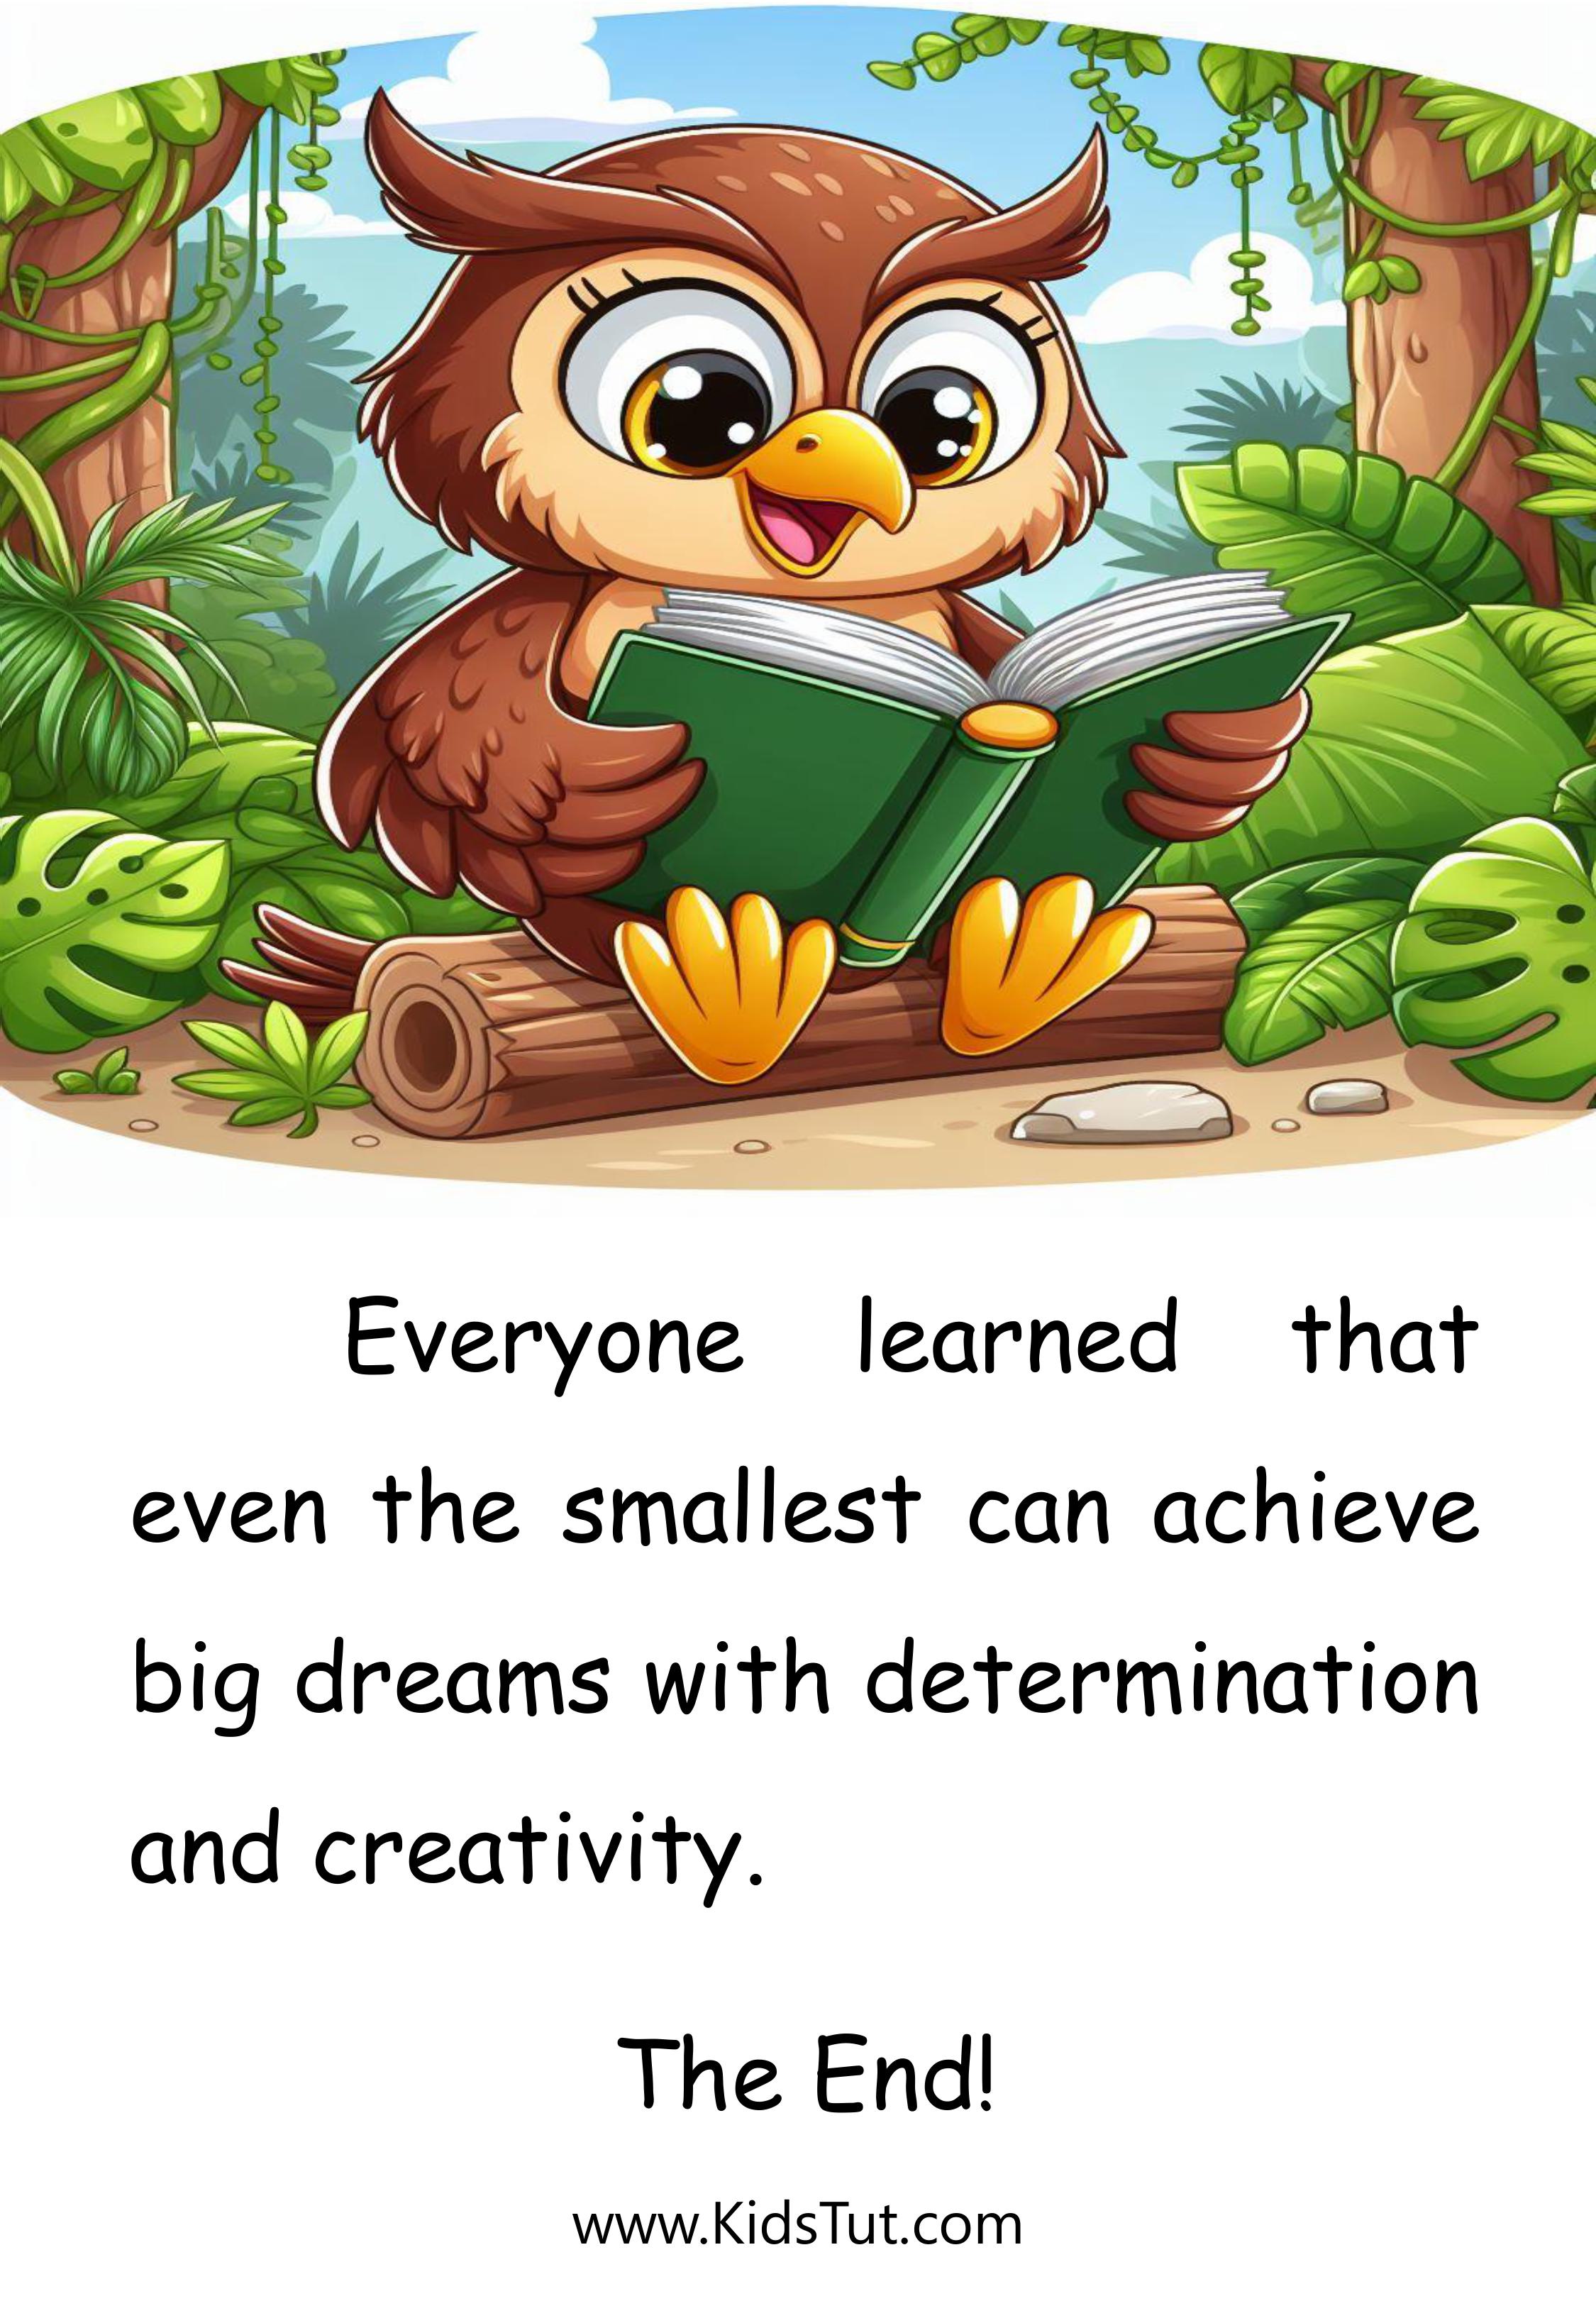 Everyone learned that
even the smallest can achieve
big dreams with determination
and creativity.
The End!
www.KidsTut.com